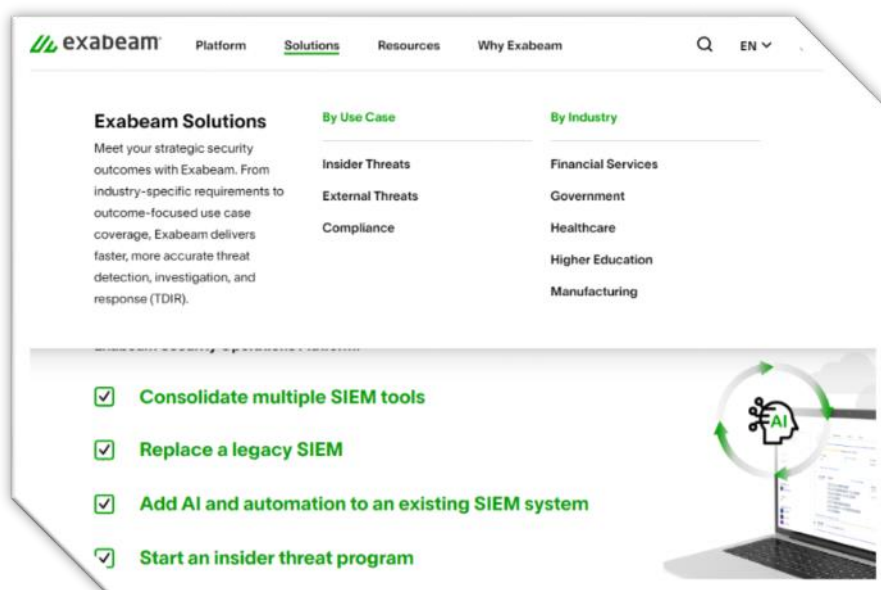 exabeam
Platform
Solutions
Resources
Why Exabeam
EN
Exabeam Solutions
Meet your strategic security
outcomes with Exabeam. From
industry-specific requirements to
outcome-focused use case
coverage, Exabeam delivers
faster, more accurate threat
detection, investigation, and
response (TDIR).
By Use Case
Insider Threats
External Threats
Compliance
By Industry
Financial Services
Government
Healthcare
Higher Education
Manufacturing
Consolidate multiple SIEM tools
Replace a legacy SIEM
Add AI and automation to an existing SIEM system
Start an insider threat program
AI